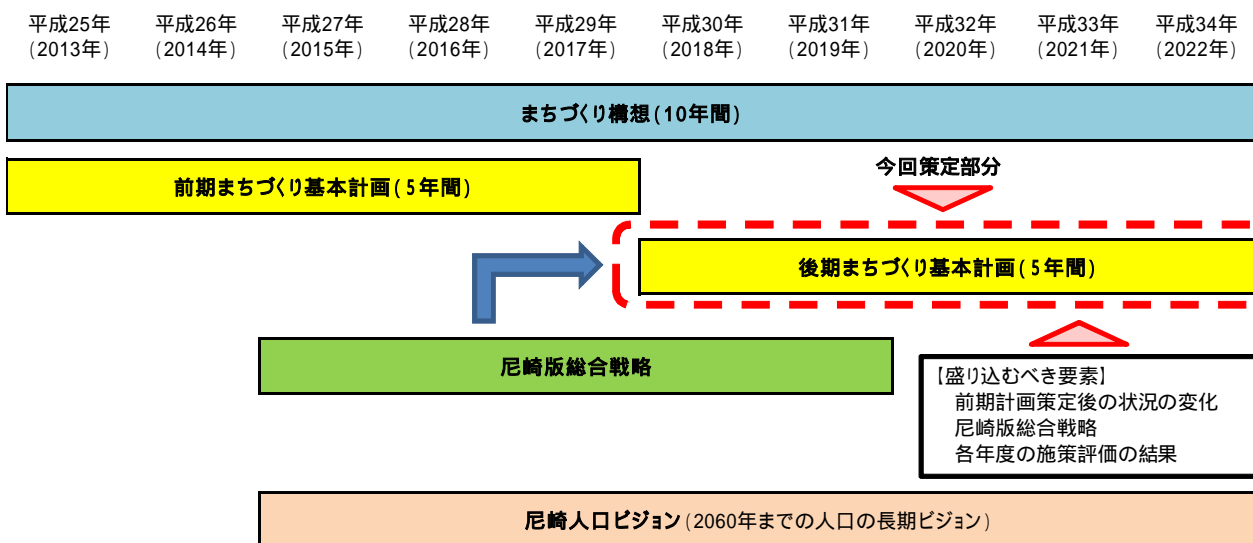 平成25年 平成26年 平成27年 平成28年 平成29年 平成30年 平成31年 平成32年 平成33年 平成34年
(2013年) (2014年) (2015年) (2016年) (2017年) (2018年) (2019年) (2020年) (2021年) (2022年)
まちづくり構想(10年間)
今回策定部分
前期まちづくり基本計画(5年間)
後期まちづくり基本計画(5年間)
尼崎版総合戦略
【盛り込むべき要素】
前期計画策定後の状況の変化
尼崎版総合戦略
各年度の施策評価の結果
尼崎人口ビジョン(2060年までの人口の長期ビジョン)